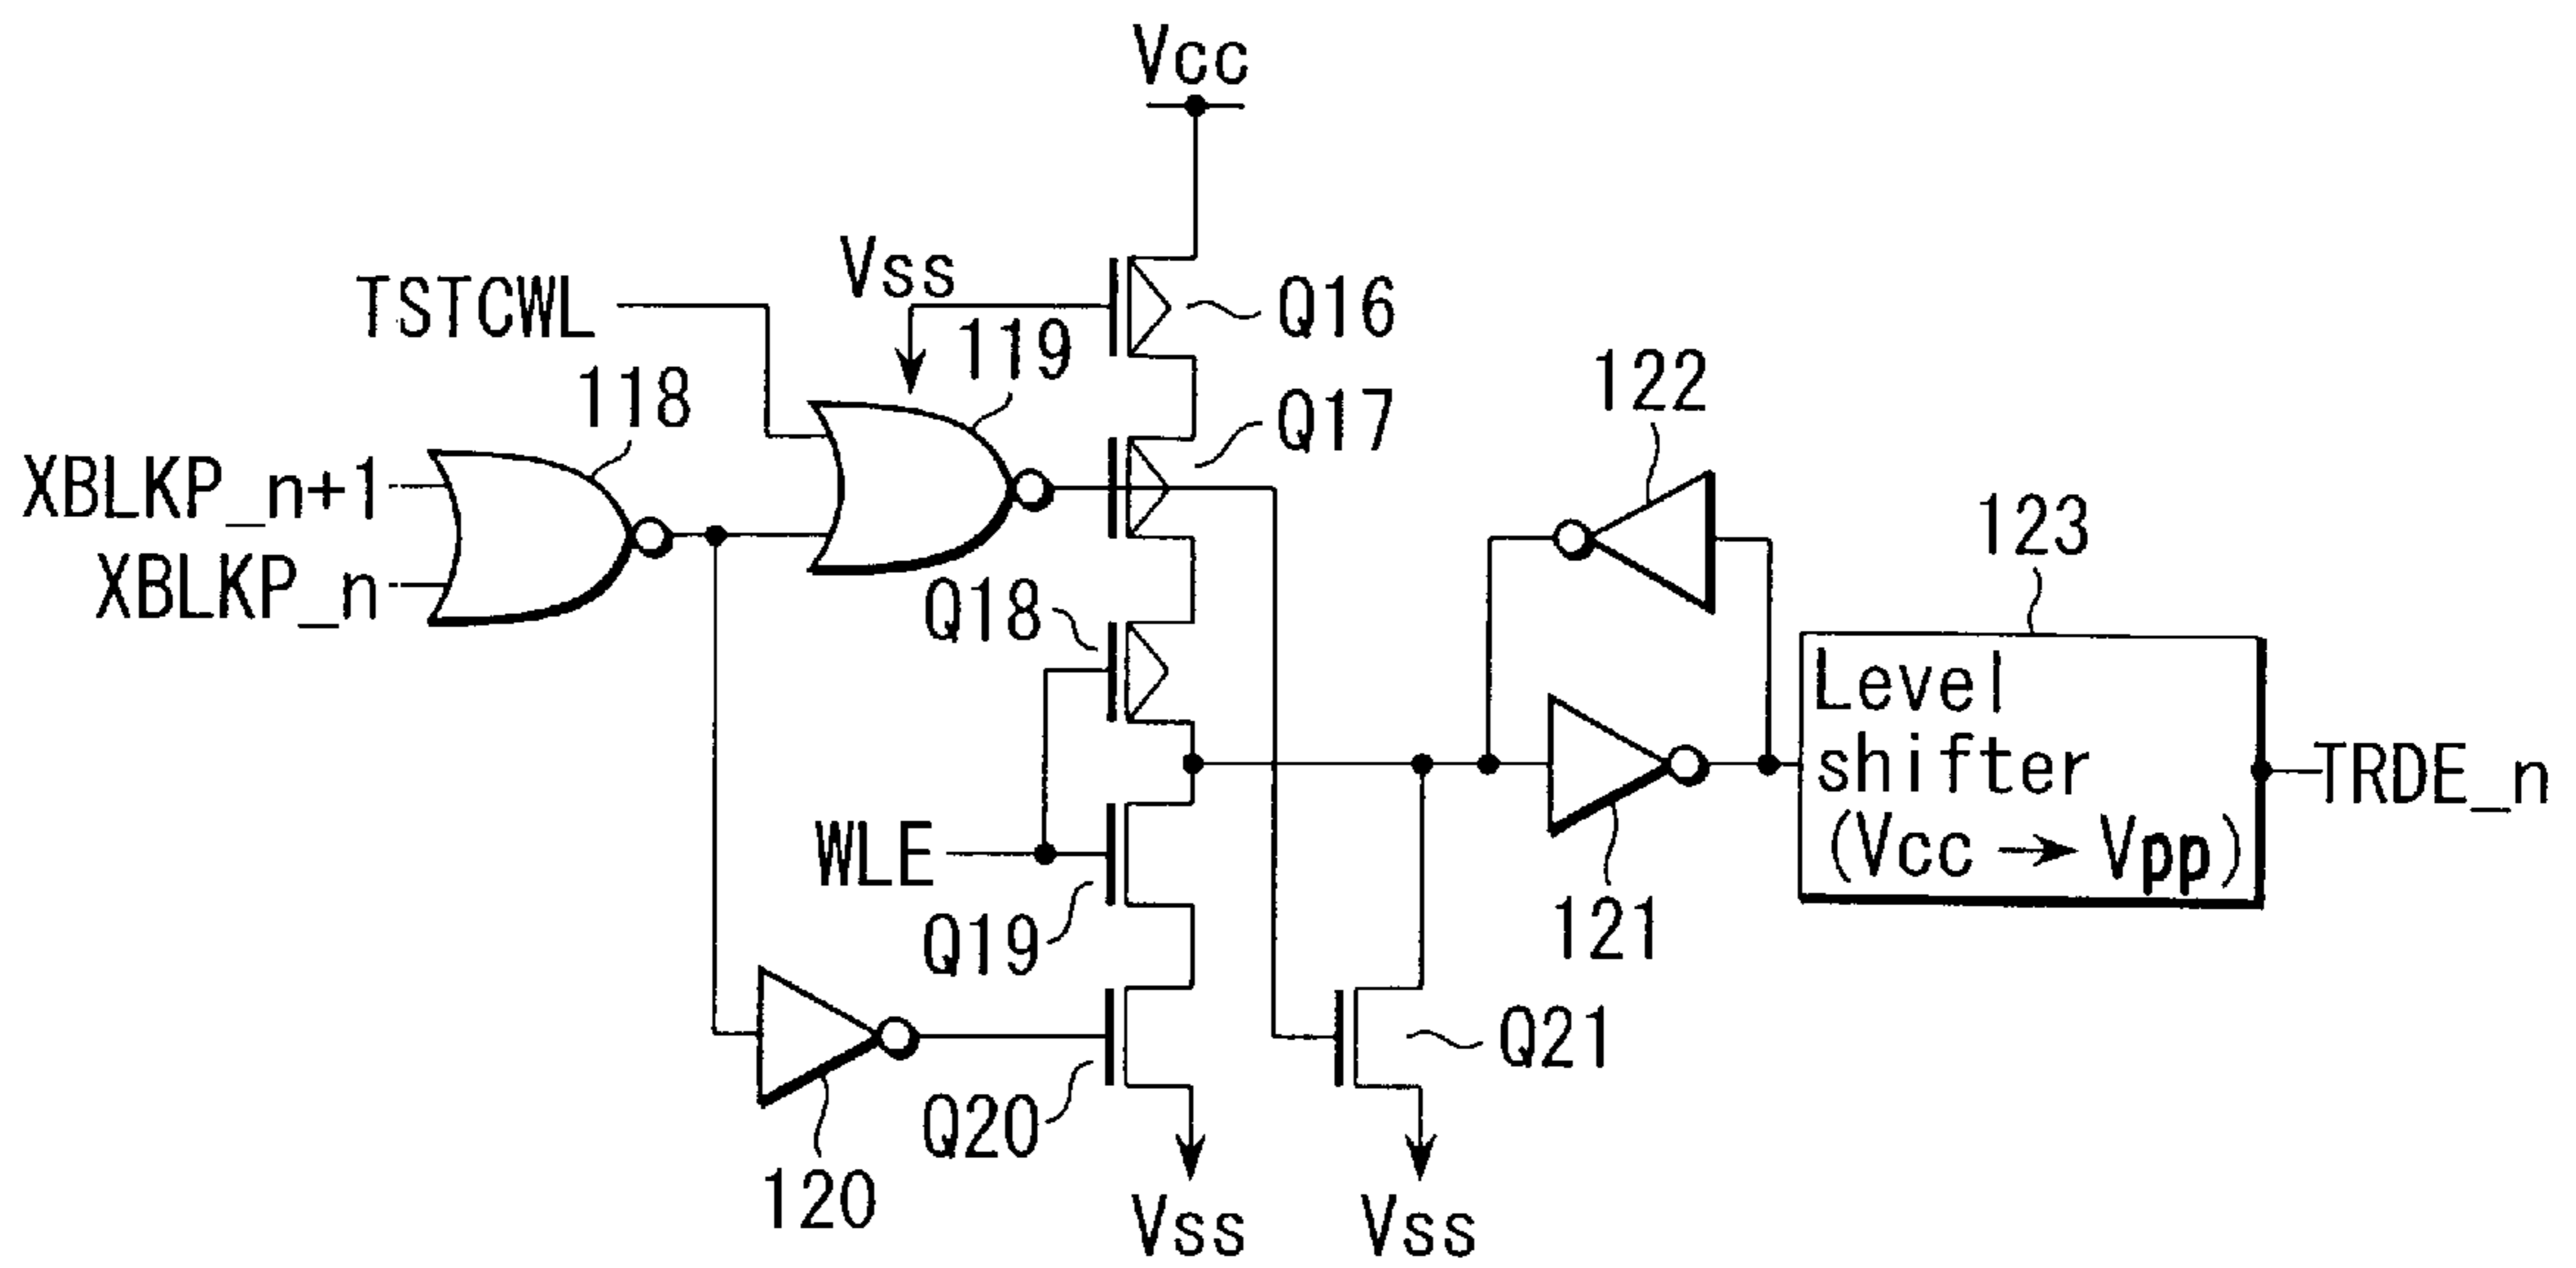 Vcc
Vss
TSTCWL
Q16
119
118
Q17
122
XBLKP_n+1
XBLKP_n
Q18
123
Level
shifter
(Vcc → Vpp)
TRDE_n
WLE
Q19
121
Q21
Q20
120
Vss
Vss